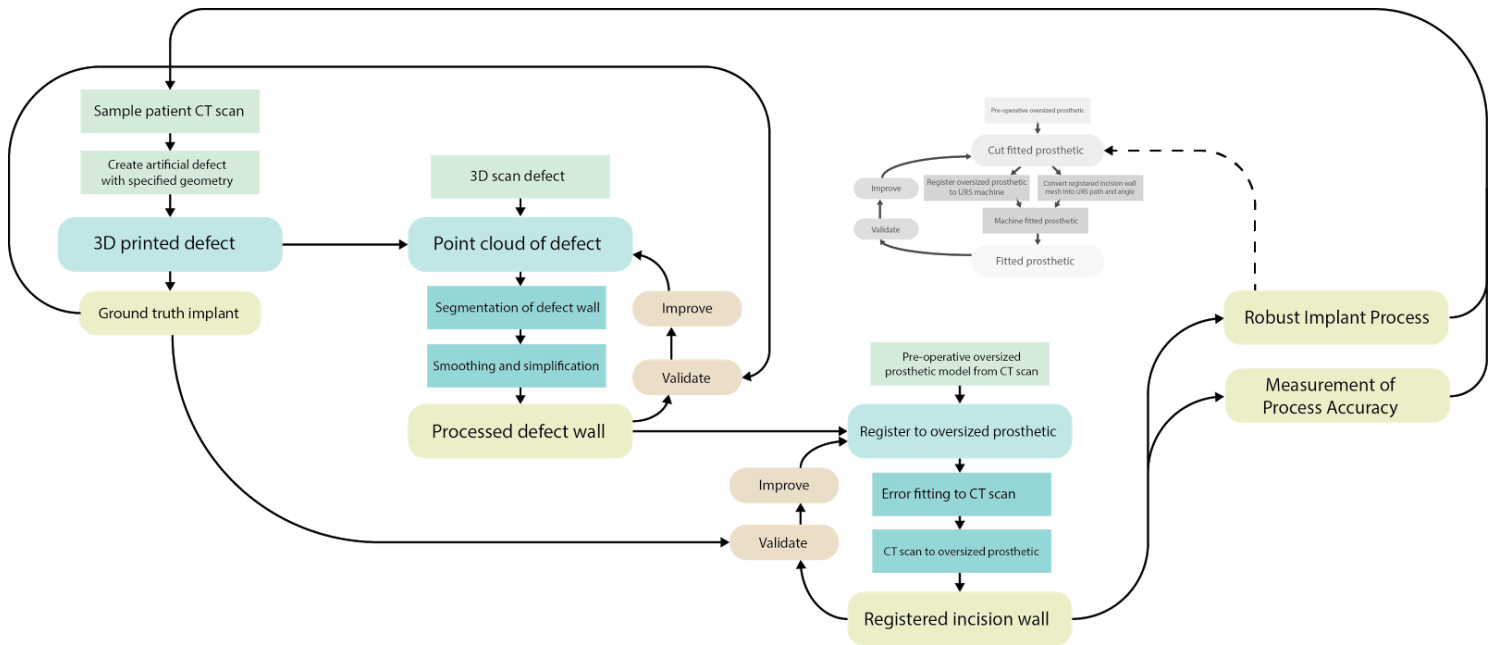 Sample patient CT scan
Create artificial defect
with specified geometry
3D printed defect
Ground truth implant
3D scan defect
Point cloud of defect
Segmentation of defect wall
Smoothing and simplification
Processed defect wall
Improve
Validate
Pre-operative oversized prosthetic
Cut fitted prosthetic
Register oversized prosthetic
to UR5 machine
Convert registered incision wall
mesh into UR5 path and angle
Machine fitted prosthetic
Fitted prosthetic
Improve
Validate
Pre-operative oversized
prosthetic model from CT scan
Register to oversized prosthetic
Error fitting to CT scan
CT scan to oversized prosthetic
Registered incision wall
Improve
Validate
Robust Implant Process
Measurement of
Process Accuracy